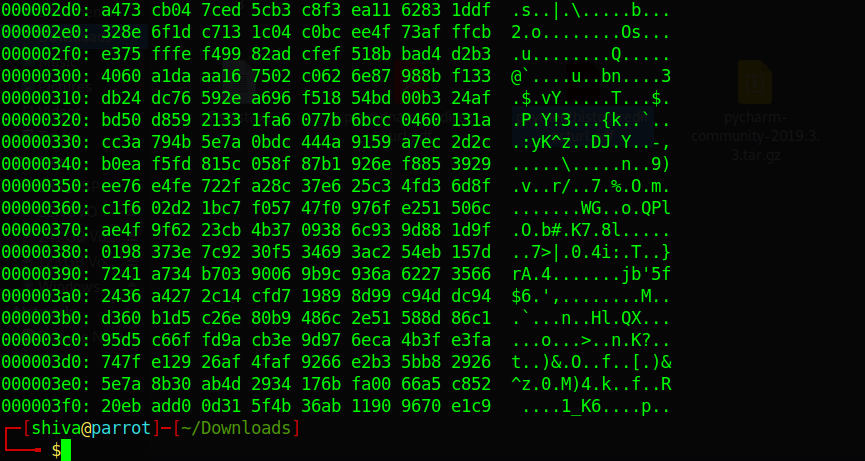 000002d0: a473 cb04 7ced 5cb3 c8f3 ea11 6283 1ddf  .s..|.\.....b...
000002e0: 328e 6f1d c713 1c04 c0bc ee4f 73af ffcb  2.o........Os...
000002f0: e375 fffe f499 82ad cfef 518b bad4 d2b3  .u........Q.....
00000300: 4060 a1da aa16 7502 c062 6e87 988b f133  @`....u..bn....3
00000310: db24 dc76 592e a696 f518 54bd 00b3 24af  .$.vY.....T...$.
00000320: bd50 d859 2133 1fa6 077b 6bcc 0460 131a  .P.Y!3...{k..`..
00000330: cc3a 794b 5e7a 0bdc 444a 9159 a7ec 2d2c  .:yK^z..DJ.Y..-,
00000340: b0ea f5fd 815c 058f 87b1 926e f885 3929  .....\.....n..9)
00000350: ee76 e4fe 722f a28c 37e6 25c3 4fd3 6d8f  .v..r/..7.%.O.m.
00000360: c1f6 02d2 1bc7 f057 47f0 976f e251 506c  .......WG..o.QPl
00000370: ae4f 9f62 23cb 4b37 0938 6c93 9d88 1d9f  .O.b#.K7.8l.....
00000380: 0198 373e 7c92 30f5 3469 3ac2 54eb 157d  ..7>|.0.4i:.T..}
00000390: 7241 a734 b703 9006 9b9c 936a 6227 3566  rA.4.......jb'5f
000003a0: 2436 a427 2c14 cfd7 1989 8d99 c94d dc94  $6.',........M..
000003b0: d360 b1d5 c26e 80b9 486c 2e51 588d 86c1  .`...n..Hl.QX...
000003c0: 95d5 c66f fd9a cb3e 9d97 6eca 4b3f e3fa  ...o...>..n.K?..
000003d0: 747f e129 26af 4faf 9266 e2b3 5bb8 2926  t..)&.O..f..[.)&
000003e0: 5e7a 8b30 ab4d 2934 176b fa00 66a5 c852  ^z.0.M)4.k..f..R
000003f0: 20eb add0 0d31 5f4b 36ab 1190 9670 e1c9   ....1_K6....p..
pycharm-
community-2019.3.
3.tar.gz
[shiva@parrot]-[~/Downloads]
$